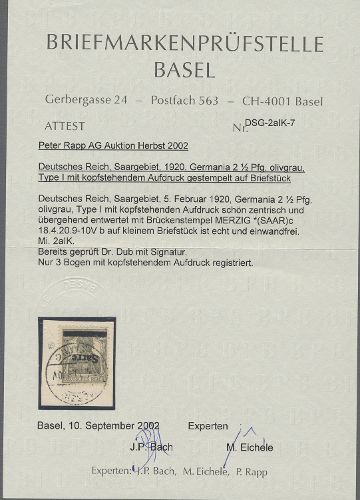 BRIEFMARKENPRÜFSTELLE
BASEL
Gerbergasse 24 – Postfach 563 – CH-4001 Basel
ATTEST Nr. DSG-2aIK-7
Peter Rapp AG Auktion Herbst 2002
Deutsches Reich, Saargebiet, 1920, Germania 2 ½ Pfg. olivgrau,
Type I mit kopfstehendem Aufdruck gestempelt auf Briefstück
Deutsches Reich, Saargebiet, 5. Februar 1920, Germania 2 ½ Pfg.
olivgrau, Type I mit kopfstehenden Aufdruck schön zentrisch und
übergehend entwertet mit Brückenstempel MERZIG *(SAAR)c
18.4.20.9-10V b auf kleinem Briefstück ist echt und einwandfrei.
Mi. 2aIK.
Bereits geprüft Dr. Dub mit Signatur.
Nur 3 Bogen mit kopfstehendem Aufdruck registriert.
Sarre
Basel, 10. September 2002 Experten
J.P. Bach M. Eichele
Experten: J.P. Bach, M. Eichele, P. Rapp